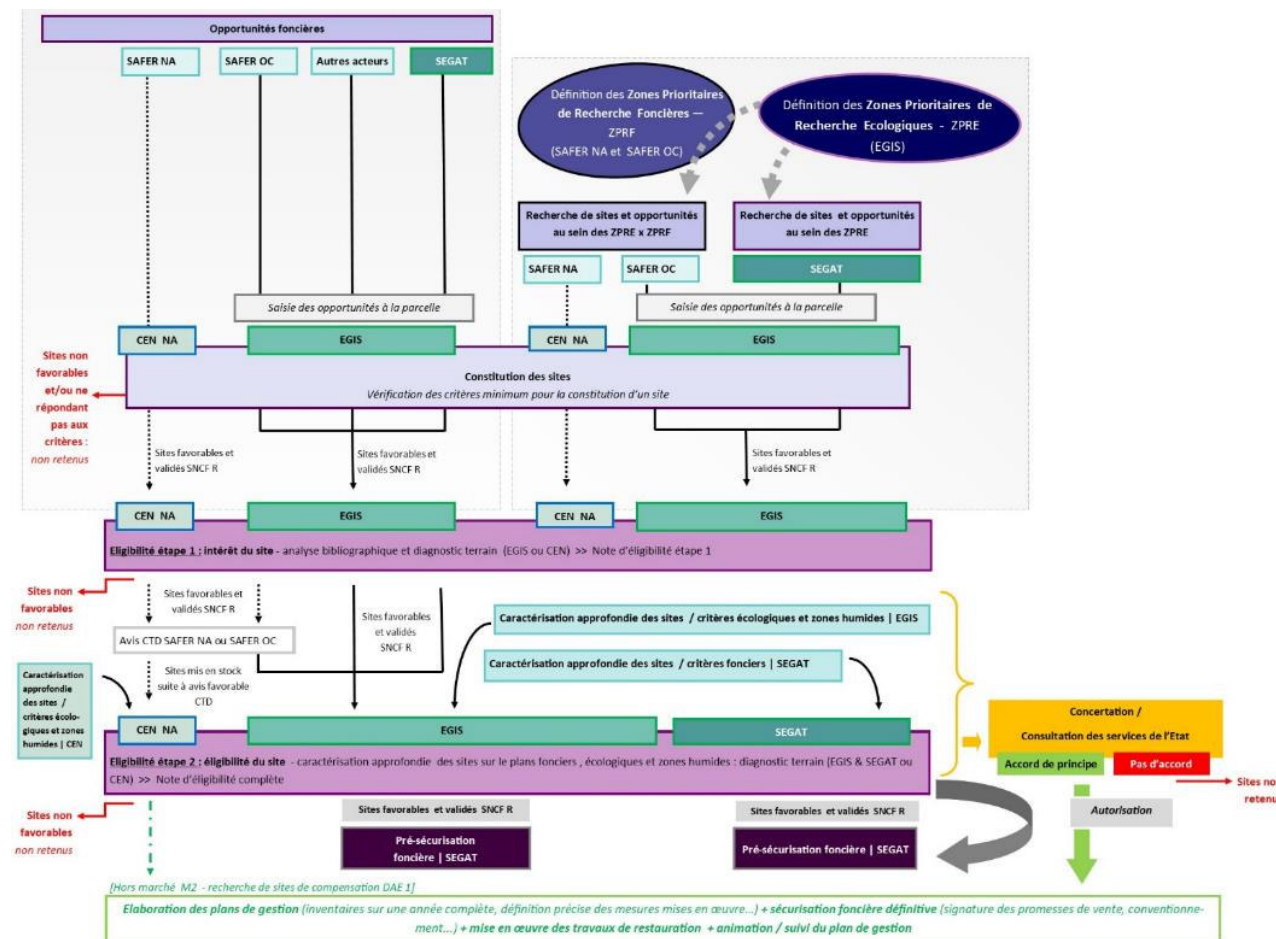 Opportunités foncières
SAFER NA
SAFER OC
Autres acteurs
SEGAT
Définition des Zones Prioritaires
de Recherche Foncières —
ZPRF
(SAFER NA et SAFER OC)
Définition des Zones Prioritaires de
Recherche Ecologiques - ZPRE
(EGIS)
Recherche de sites et opportunités
au sein des ZPRE x ZPRF
Recherche de sites et opportunités
au sein des ZPRE
SAFER NA
SAFER OC
SEGAT
Saisie des opportunités à la parcelle
Saisie des opportunités à la parcelle
CEN NA
EGIS
CEN NA
EGIS
Sites non
favorables
et/ou ne
répondant
pas aux
critères :
non retenus
Constitution des sites
Vérification des critères minimum pour la constitution d'un site
Sites favorables et
validés SNCF R
Sites favorables et
validés SNCF R
Sites favorables et
validés SNCF R
CEN NA
EGIS
CEN NA
EGIS
Eligibilité étape 1 : intérêt du site - analyse bibliographique et diagnostic terrain (EGIS ou CEN) >> Note d'éligibilité étape 1
Sites non
favorables
non retenus
Sites favorables et
validés SNCF R
Avis CTD SAFER NA ou SAFER OC
Sites favorables
et validés
SNCF R
Caractérisation approfondie des sites / critères écologiques et zones humides | EGIS
Caractérisation approfondie des sites / critères fonciers | SEGAT
Sites mis en stock
suite à avis favorable
CTD
Caractérisation
approfondie
des sites /
critères écolo-
giques et zones
humides | CEN
CEN NA
EGIS
SEGAT
Eligibilité étape 2 : éligibilité du site - caractérisation approfondie des sites sur le plans fonciers , écologiques et zones humides : diagnostic terrain (EGIS & SEGAT ou
CEN) >> Note d'éligibilité complète
Concertation /
Consultation des services de l'Etat
Accord de principe
Pas d'accord
Sites no
retenu
Autorisation
Sites non
favorables
non retenus
Sites favorables et validés SNCF R
Pré-sécurisation
foncière | SEGAT
Sites favorables et validés SNCF R
Pré-sécurisation foncière | SEGAT
[Hors marché M2 - recherche de sites de compensation DAE 1]
Elaboration des plans de gestion (inventaires sur une année complète, définition précise des mesures mises en œuvre...) + sécurisation foncière définitive (signature des promesses de vente, conventionne-
ment...) + mise en œuvre des travaux de restauration + animation / suivi du plan de gestion